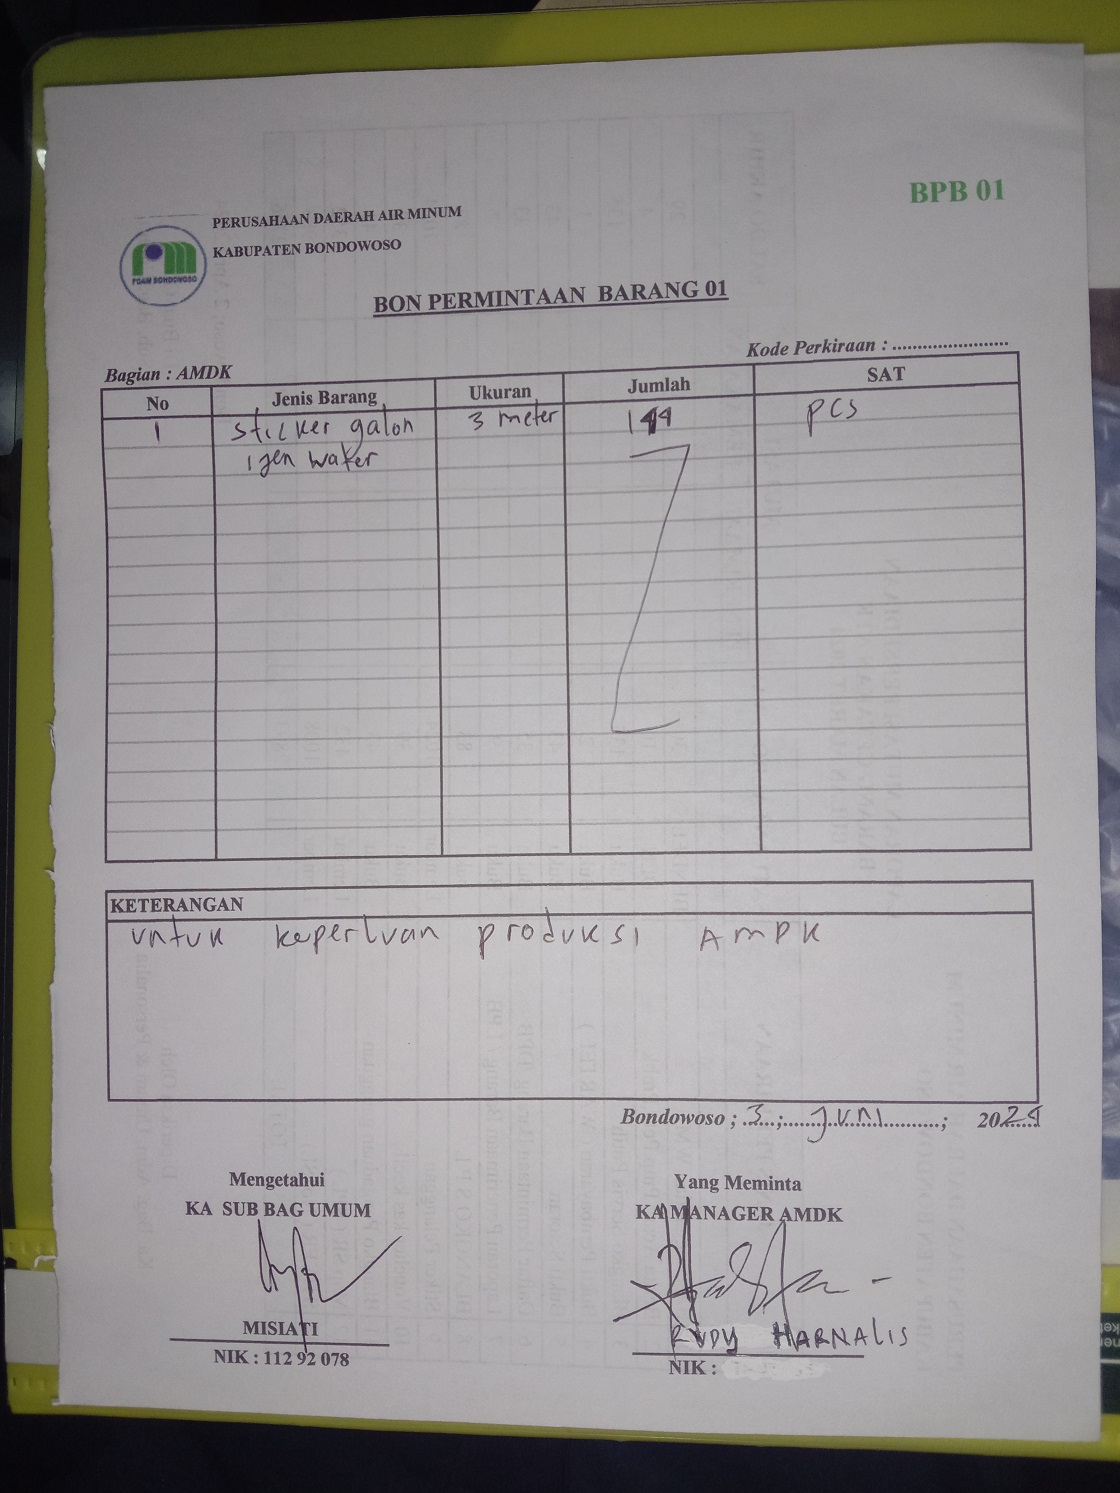 BPB 01
PERUSAHAAN DAERAH AIR MINUM
KABUPATEN BONDOWOSO
PDAM BONDOWOSO
BON PERMINTAAN BARANG 01
Kode Perkiraan : ........................
Bagian : AMDK
No Jenis Barang Ukuran Jumlah SAT
1 sticker galon 3 meter pcs
ijen water
KETERANGAN
untuk keperluan produksi AMDK
Bondowoso ; 3 ; Juni ; 2024
Mengetahui Yang Meminta
KA SUB BAG UMUM KA MANAGER AMDK
MISIATI RUDY HARNALIS
NIK : 112 92 078 NIK :